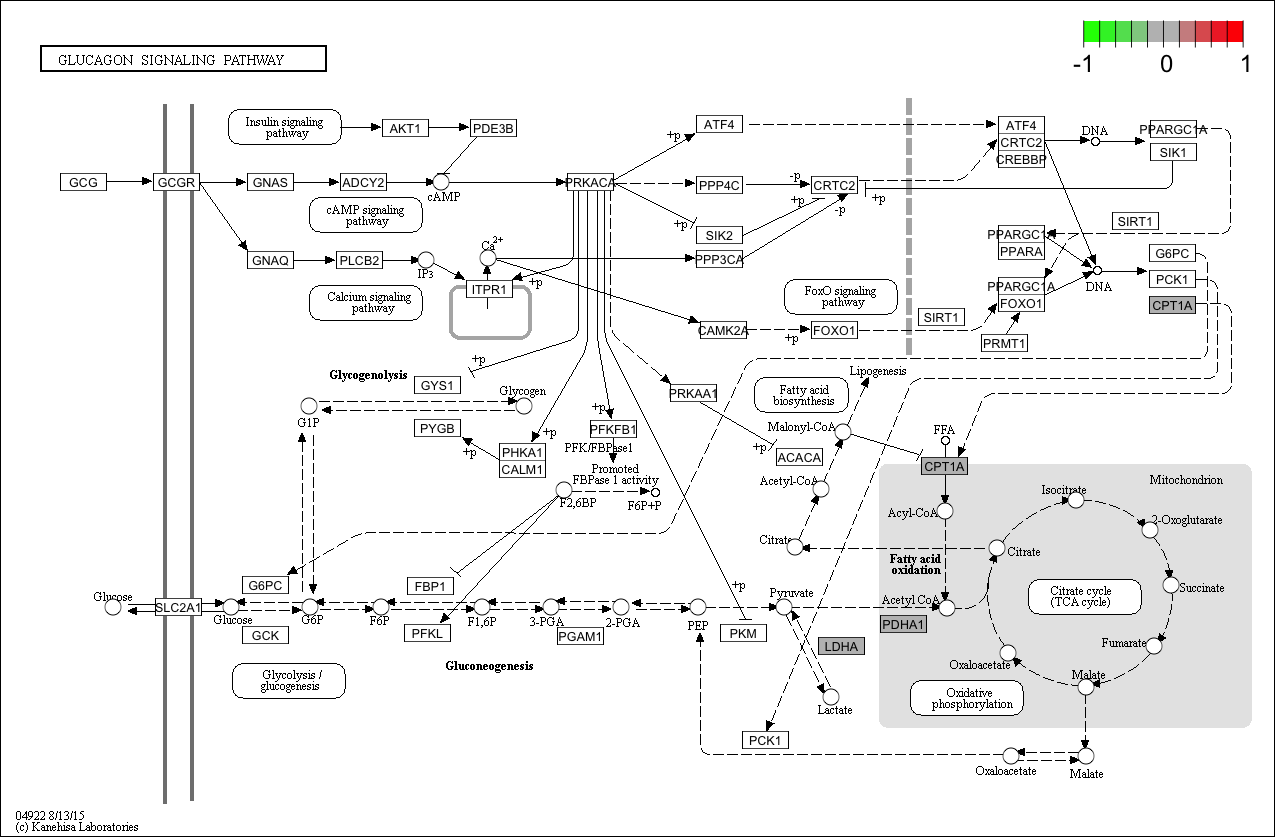 GLUCAGON SIGNALING PATHWAY
-1 0 1
Insulin signaling
pathway
AKT1
PDE3B
ATF4
ATF4
CRTC2
CREBBP
DNA
PPARGC1A
SIK1
+p
GCG
GCGR
GNAS
ADCY2
cAMP
PRKACA
PPP4C
-p
CRTC2
+p
+p
-p
cAMP signaling
pathway
+p
SIK2
SIRT1
PPARGC1
PPARA
GNAQ
PLCB2
IP3
Ca2+
PPP3CA
G6PC
DNA
PCK1
ITPR1
+p
PPARGC1A
FOXO1
CPT1A
Calcium signaling
pathway
FoxO signaling
pathway
SIRT1
CAMK2A
+p
FOXO1
PRMT1
+p
Glycogenolysis
GYS1
Glycogen
PRKAA1
Fatty acid
biosynthesis
Lipogenesis
G1P
+p
PYGB
+p
PFKFB1
PFK/FBPase1
+p
PHKA1
CALM1
Malonyl-CoA
FFA
+p
ACACA
CPT1A
Promoted
FBPase 1 activity
F2,6BP
F6P+P
Acetyl-CoA
Mitochondrion
Isocitrate
Acyl-CoA
2-Oxoglutarate
Citrate
Citrate
Fatty acid
oxidation
G6PC
FBP1
+p
Pyruvate
Citrate cycle
(TCA cycle)
Succinate
Glucose
SLC2A1
Glucose
G6P
F6P
F1,6P
3-PGA
2-PGA
PEP
Acetyl CoA
GCK
PFKL
PGAM1
PKM
PDHA1
LDHA
Fumarate
Gluconeogenesis
Oxaloacetate
Malate
Glycolysis /
glucogenesis
Oxidative
phosphorylation
Lactate
PCK1
Oxaloacetate
Malate
04922 8/13/15
(c) Kanehisa Laboratories